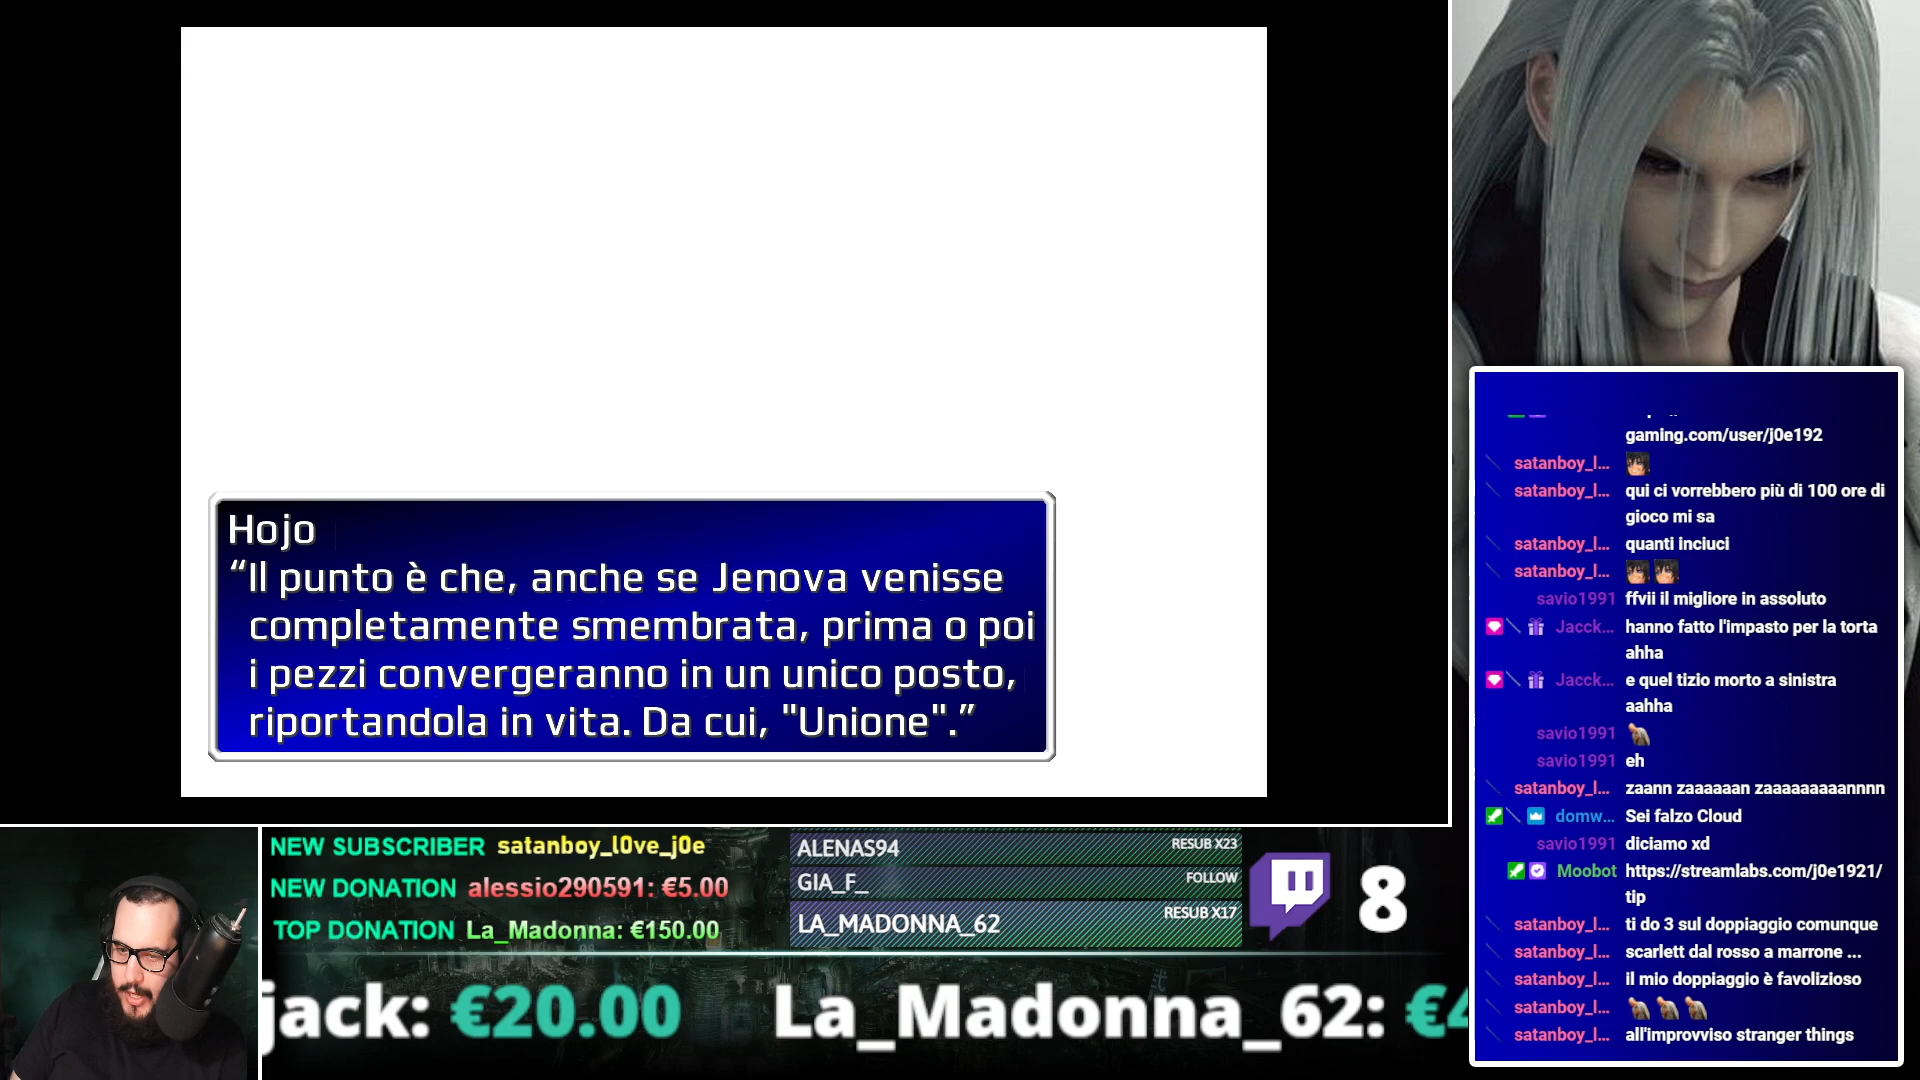 Hojo
“Il punto è che, anche se Jenova venisse
completamente smembrata, prima o poi
i pezzi convergeranno in un unico posto,
riportandola in vita. Da cui, "Unione".”
gaming.com/user/j0e192
satanboy_l...
satanboy_l... qui ci vorrebbero più di 100 ore di
gioco mi sa
satanboy_l... quanti inciuci
satanboy_l...
savio1991 ffvii il migliore in assoluto
Jacck... hanno fatto l'impasto per la torta
ahha
Jacck... e quel tizio morto a sinistra
aahha
savio1991
savio1991 eh
satanboy_l... zaann zaaaaaan zaaaaaaaaannnn
domw... Sei falzo Cloud
savio1991 diciamo xd
Moobot https://streamlabs.com/j0e1921/
tip
satanboy_l... ti do 3 sul doppiaggio comunque
satanboy_l... scarlett dal rosso a marrone ...
satanboy_l... il mio doppiaggio è favolizioso
satanboy_l...
satanboy_l... all'improvviso stranger things
NEW SUBSCRIBER satanboy_l0ve_j0e
NEW DONATION alessio290591: €5.00
TOP DONATION La_Madonna: €150.00
ALENAS94 RESUB X23
GIA_F_ FOLLOW
LA_MADONNA_62 RESUB X17
8
jack: €20.00 La_Madonna_62: €4